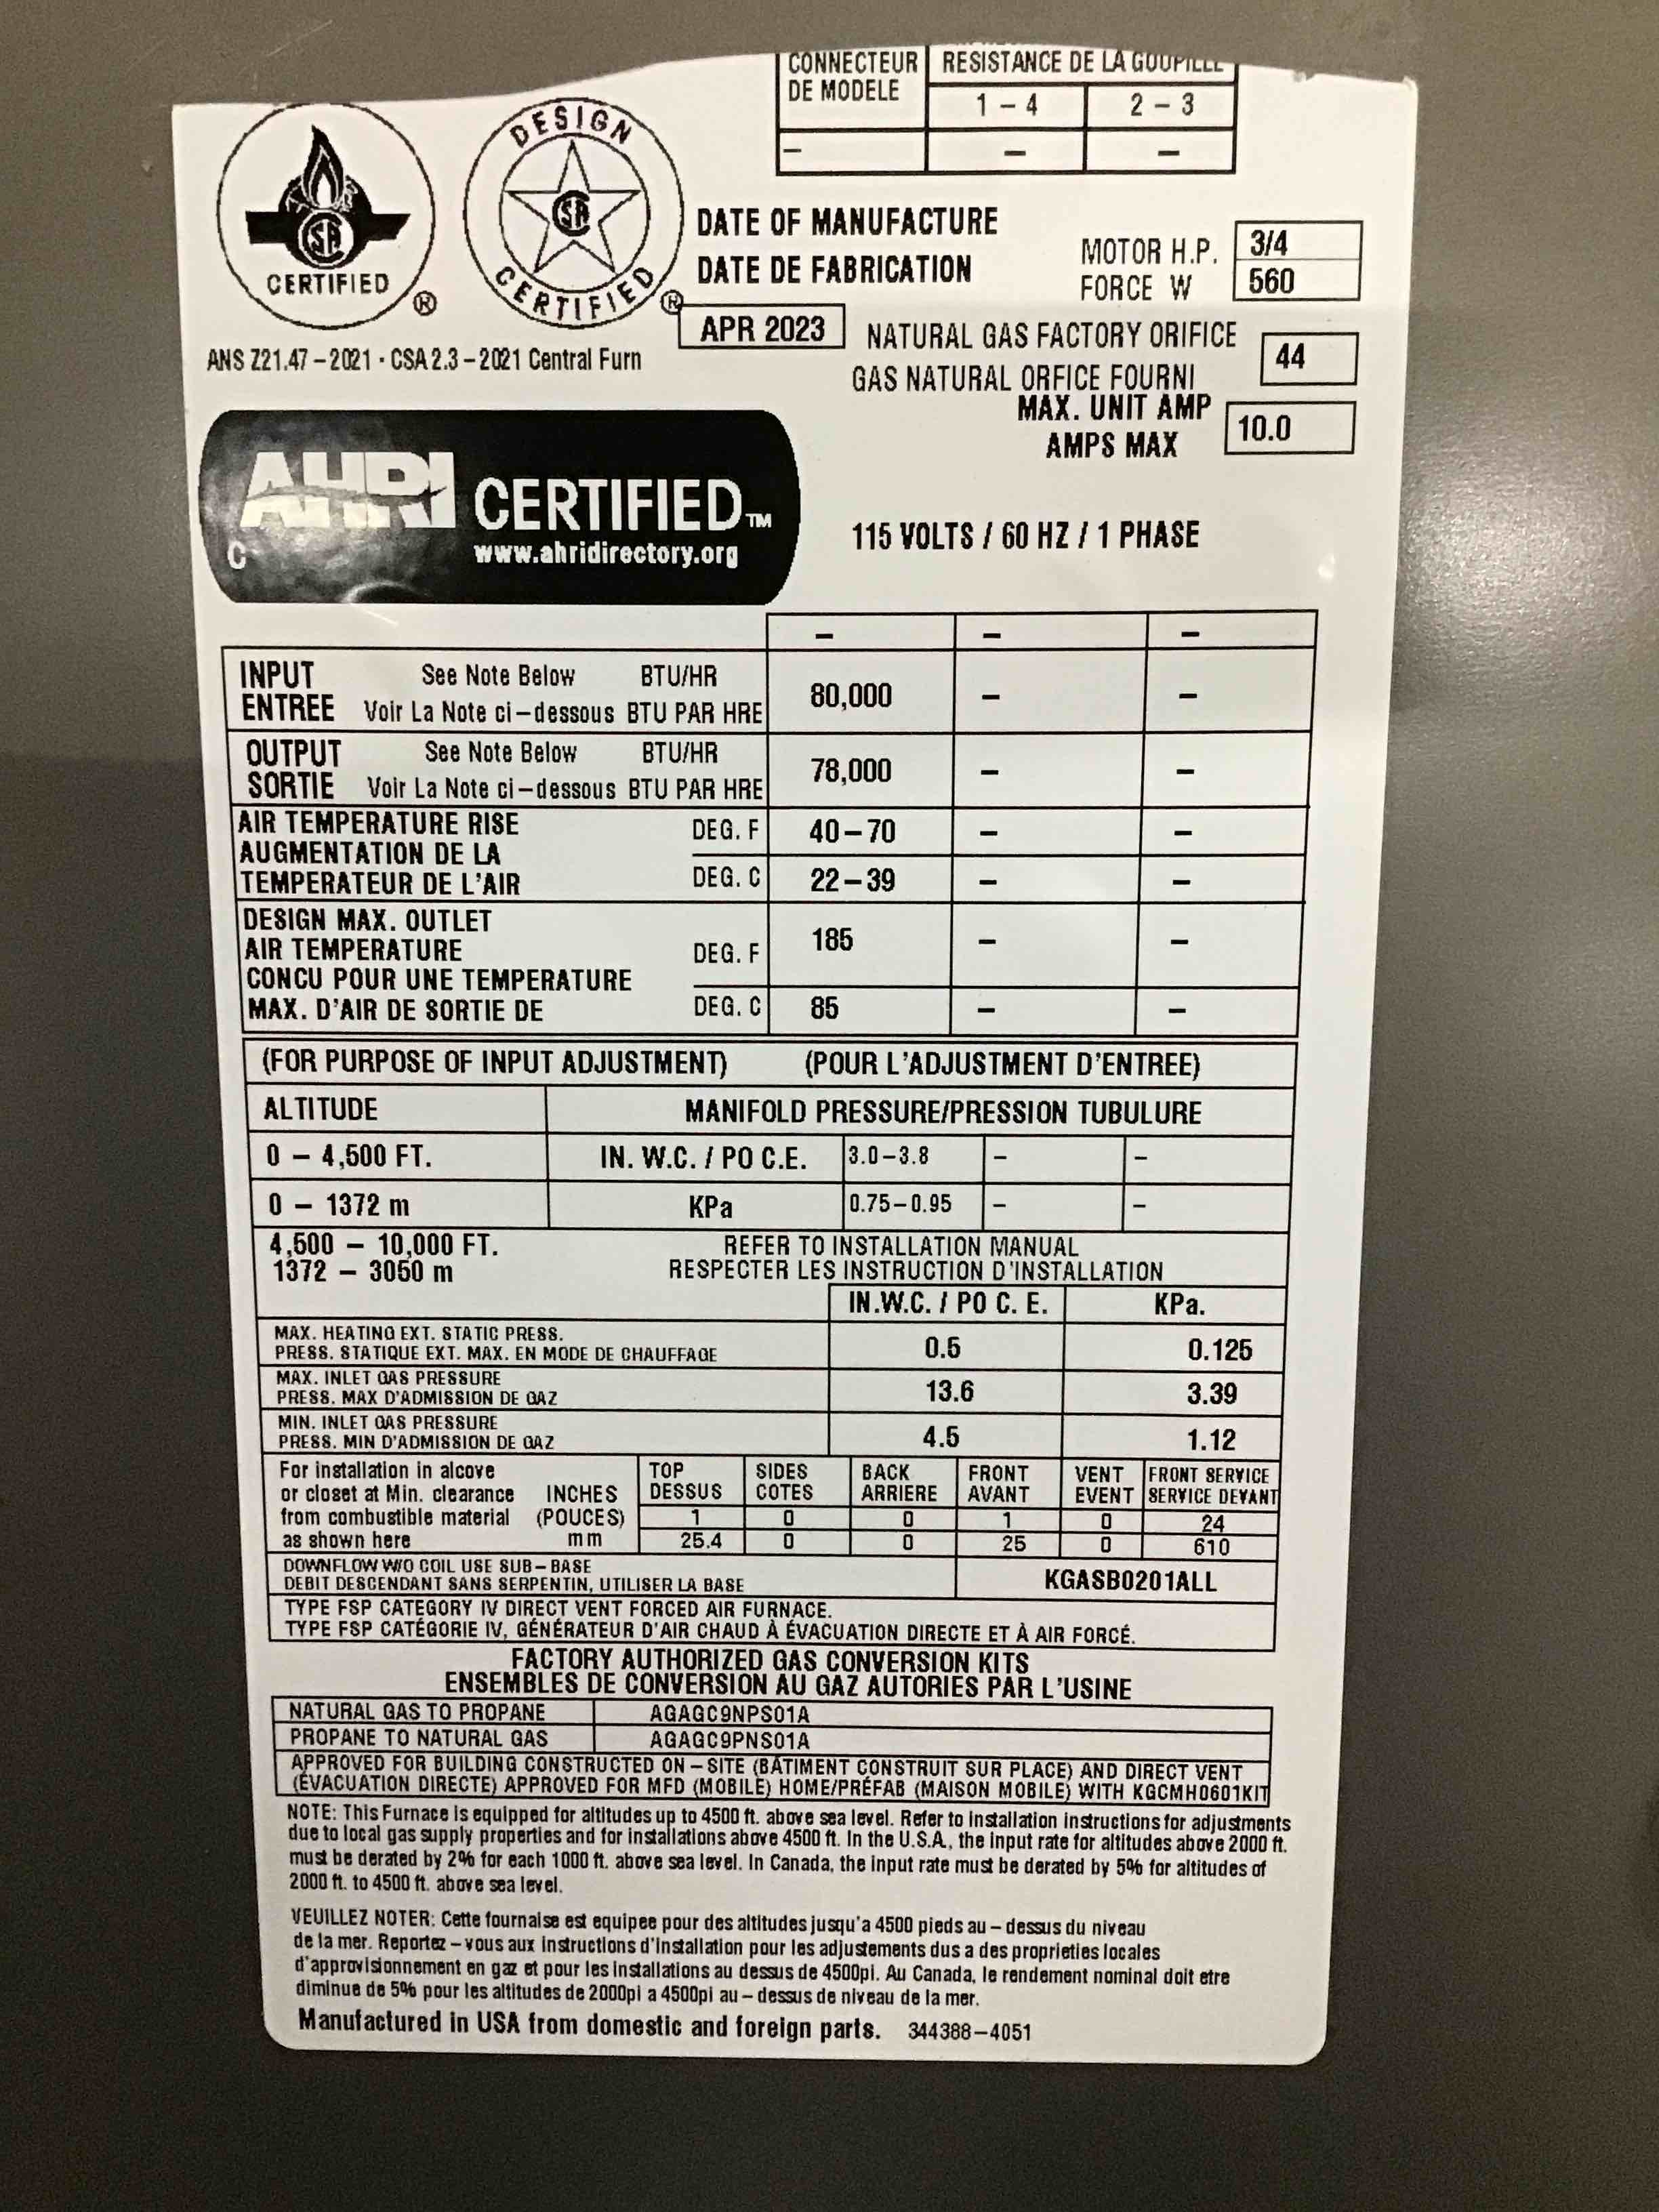 CONNECTEUR DE MODELE
RESISTANCE DE LA GOUPILLE
1 – 4
2 – 3
–
–
–
CSA
CERTIFIED
®
DESIGN
CSA
CERTIFIED
®
DATE OF MANUFACTURE
DATE DE FABRICATION
APR 2023
MOTOR H.P. 3/4
FORCE W 560
NATURAL GAS FACTORY ORIFICE
GAS NATURAL ORFICE FOURNI
44
MAX. UNIT AMP
AMPS MAX
10.0
ANS Z21.47 – 2021 · CSA 2.3 – 2021 Central Furn
AHRI CERTIFIED™
C
www.ahridirectory.org
115 VOLTS / 60 HZ / 1 PHASE
– – –
INPUT See Note Below BTU/HR
ENTREE Voir La Note ci–dessous BTU PAR HRE
80,000 – –
OUTPUT See Note Below BTU/HR
SORTIE Voir La Note ci–dessous BTU PAR HRE
78,000 – –
AIR TEMPERATURE RISE
AUGMENTATION DE LA
TEMPERATEUR DE L'AIR
DEG. F 40–70 – –
DEG. C 22–39 – –
DESIGN MAX. OUTLET
AIR TEMPERATURE
CONCU POUR UNE TEMPERATURE
MAX. D'AIR DE SORTIE DE
DEG. F 185 – –
DEG. C 85 – –
(FOR PURPOSE OF INPUT ADJUSTMENT) (POUR L'ADJUSTMENT D'ENTREE)
ALTITUDE MANIFOLD PRESSURE/PRESSION TUBULURE
0 – 4,500 FT. IN. W.C. / PO C.E. 3.0–3.8 – –
0 – 1372 m KPa 0.75–0.95 – –
4,500 – 10,000 FT. REFER TO INSTALLATION MANUAL
1372 – 3050 m RESPECTER LES INSTRUCTION D'INSTALLATION
IN.W.C. / PO C. E. KPa.
MAX. HEATING EXT. STATIC PRESS.
PRESS. STATIQUE EXT. MAX. EN MODE DE CHAUFFAGE
0.5 0.125
MAX. INLET GAS PRESSURE
PRESS. MAX D'ADMISSION DE GAZ
13.6 3.39
MIN. INLET GAS PRESSURE
PRESS. MIN D'ADMISSION DE GAZ
4.5 1.12
For installation in alcove
or closet at Min. clearance
from combustible material
as shown here
INCHES
(POUCES)
mm
TOP SIDES BACK FRONT VENT FRONT SERVICE
DESSUS COTES ARRIERE AVANT EVENT SERVICE DEVANT
1 0 0 1 0 24
25.4 0 0 25 0 610
DOWNFLOW W/O COIL USE SUB–BASE
DEBIT DESCENDANT SANS SERPENTIN, UTILISER LA BASE
KGASB0201ALL
TYPE FSP CATEGORY IV DIRECT VENT FORCED AIR FURNACE.
TYPE FSP CATÉGORIE IV, GÉNÉRATEUR D'AIR CHAUD À ÉVACUATION DIRECTE ET À AIR FORCÉ.
FACTORY AUTHORIZED GAS CONVERSION KITS
ENSEMBLES DE CONVERSION AU GAZ AUTORIES PAR L'USINE
NATURAL GAS TO PROPANE AGAGC9NPS01A
PROPANE TO NATURAL GAS AGAGC9PNS01A
APPROVED FOR BUILDING CONSTRUCTED ON–SITE (BÂTIMENT CONSTRUIT SUR PLACE) AND DIRECT VENT
(ÉVACUATION DIRECTE) APPROVED FOR MFD (MOBILE) HOME/PRÉFAB (MAISON MOBILE) WITH KGCMH0601KIT
NOTE: This Furnace is equipped for altitudes up to 4500 ft. above sea level. Refer to installation instructions for adjustments
due to local gas supply properties and for installations above 4500 ft. In the U.S.A., the input rate for altitudes above 2000 ft.
must be derated by 2% for each 1000 ft. above sea level. In Canada, the input rate must be derated by 5% for altitudes of
2000 ft. to 4500 ft. above sea level.
VEUILLEZ NOTER: Cette fournaise est equipee pour des altitudes jusqu'a 4500 pieds au – dessus du niveau
de la mer. Reportez – vous aux instructions d'installation pour les adjustements dus a des proprieties locales
d'approvisionnement en gaz et pour les installations au dessus de 4500pi. Au Canada, le rendement nominal doit etre
diminue de 5% pour les altitudes de 2000pi a 4500pi au – dessus de niveau de la mer.
Manufactured in USA from domestic and foreign parts. 344388–4051